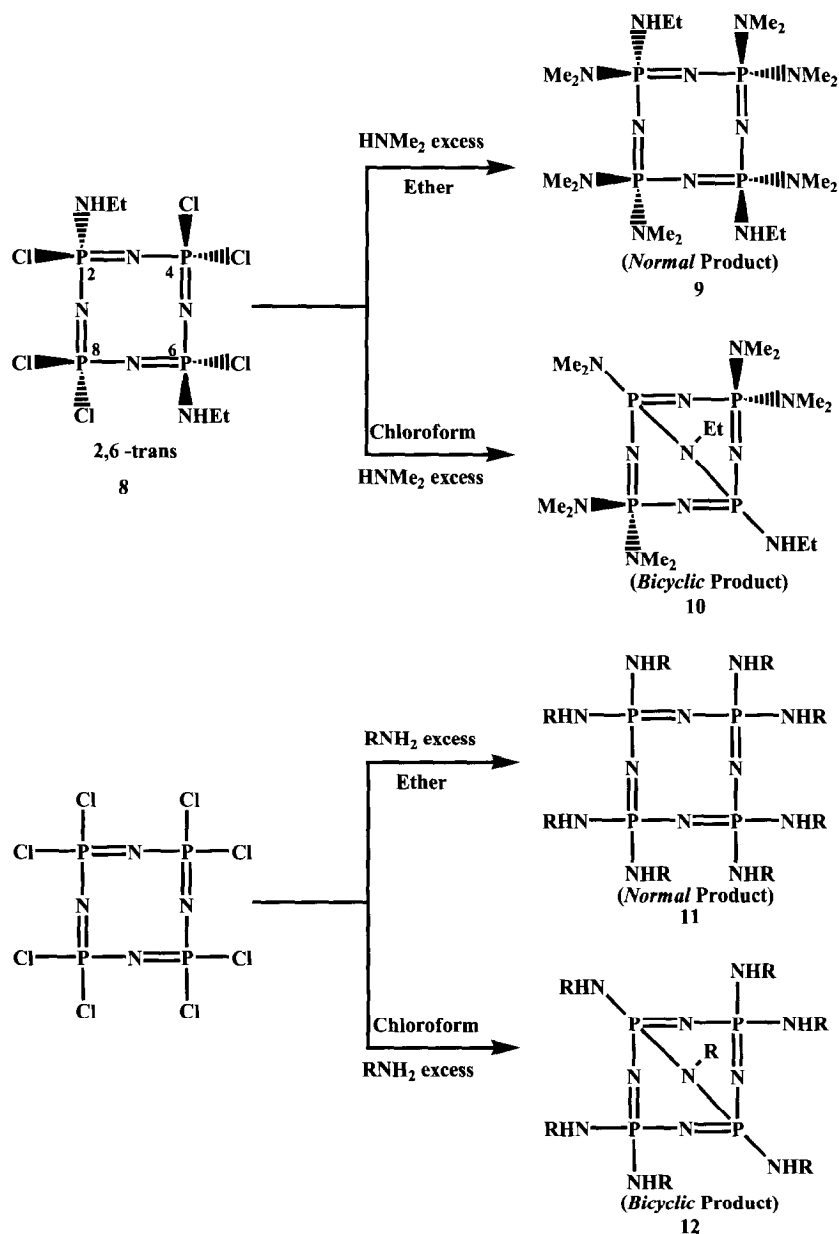 NHEt NMe2
Me2N P N P NMe2
N N
HNMe2 excess
Ether
Me2N P N P NMe2
NMe2 NHEt
(Normal Product)
9
NHEt Cl
Cl P N P Cl
2 4
N N
8 6
Cl P N P Cl
Cl NHEt
2,6 -trans
8
Chloroform
HNMe2 excess
Me2N NMe2
P N P NMe2
Et
N N N
Me2N P N P
NMe2 NHEt
(Bicyclic Product)
10
NHR NHR
RHN P N P NHR
N N
RNH2 excess
Ether
RHN P N P NHR
NHR NHR
(Normal Product)
11
Cl Cl
Cl P N P Cl
N N
Cl P N P Cl
Cl Cl
Chloroform
RNH2 excess
RHN NHR
P N P NHR
R
N N N
RHN P N P
NHR NHR
(Bicyclic Product)
12